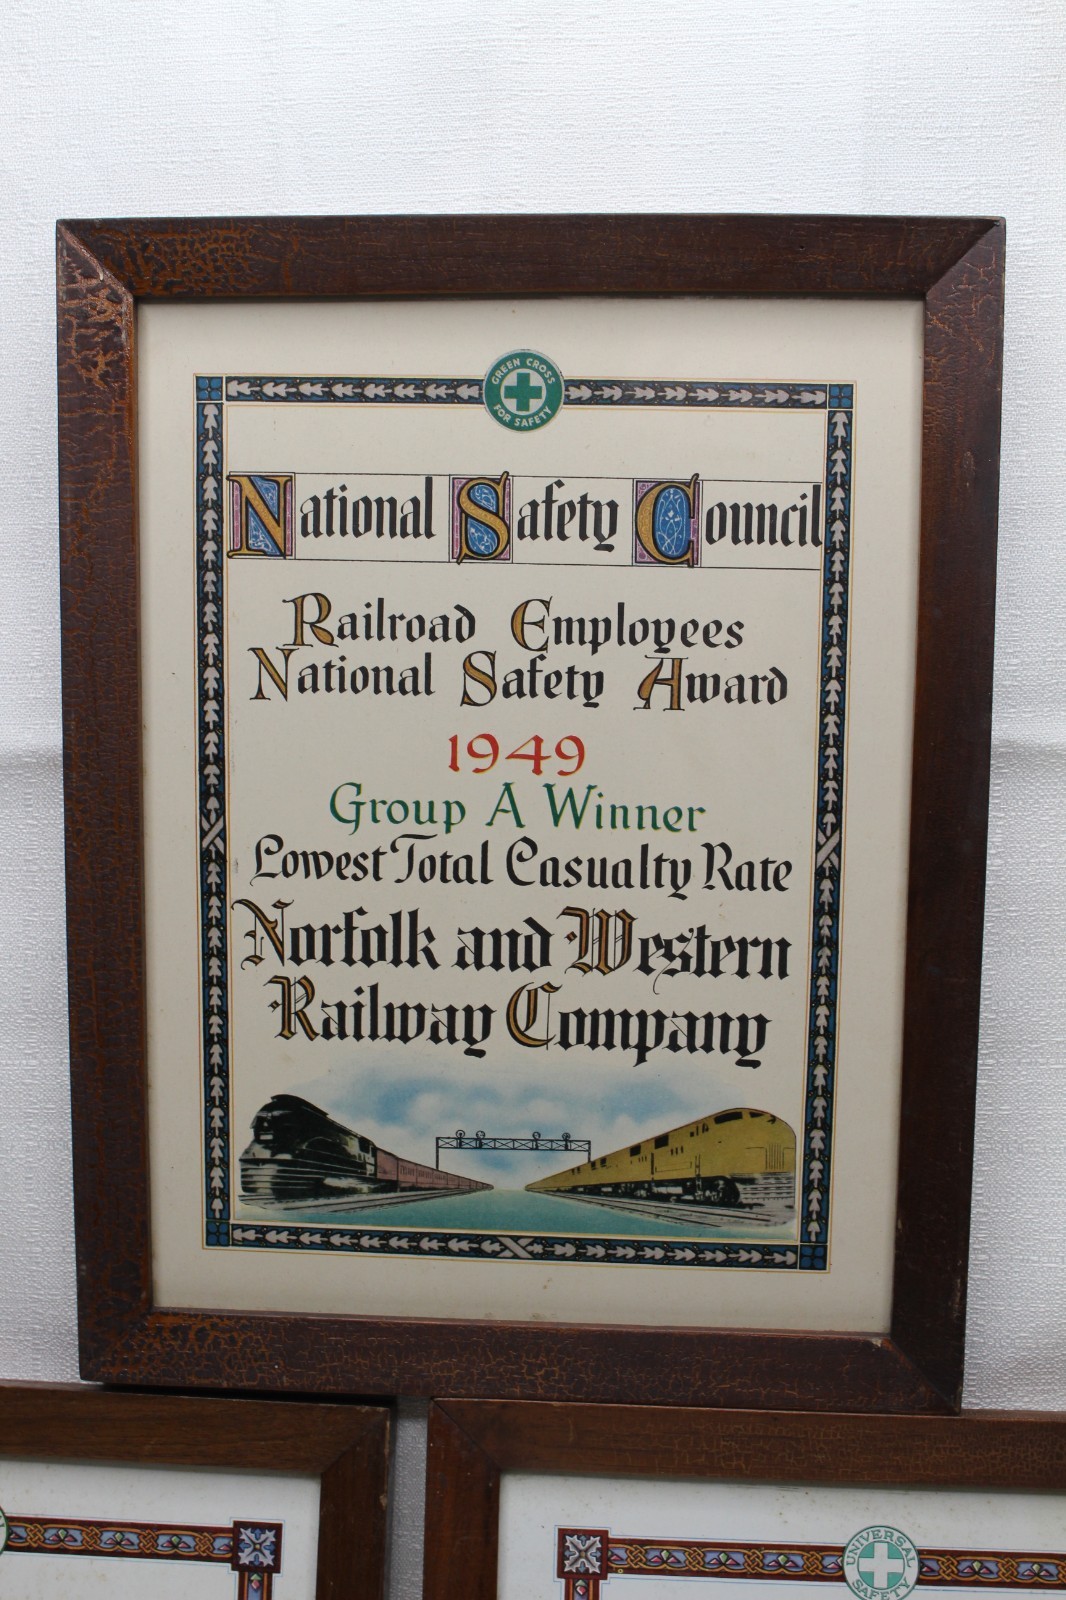 GREEN CROSS
FOR SAFETY
National Safety Council
Railroad Employees
National Safety Award
1949
Group A Winner
Lowest Total Casualty Rate
Norfolk and Western
Railway Company
UNIVERSAL
SAFETY